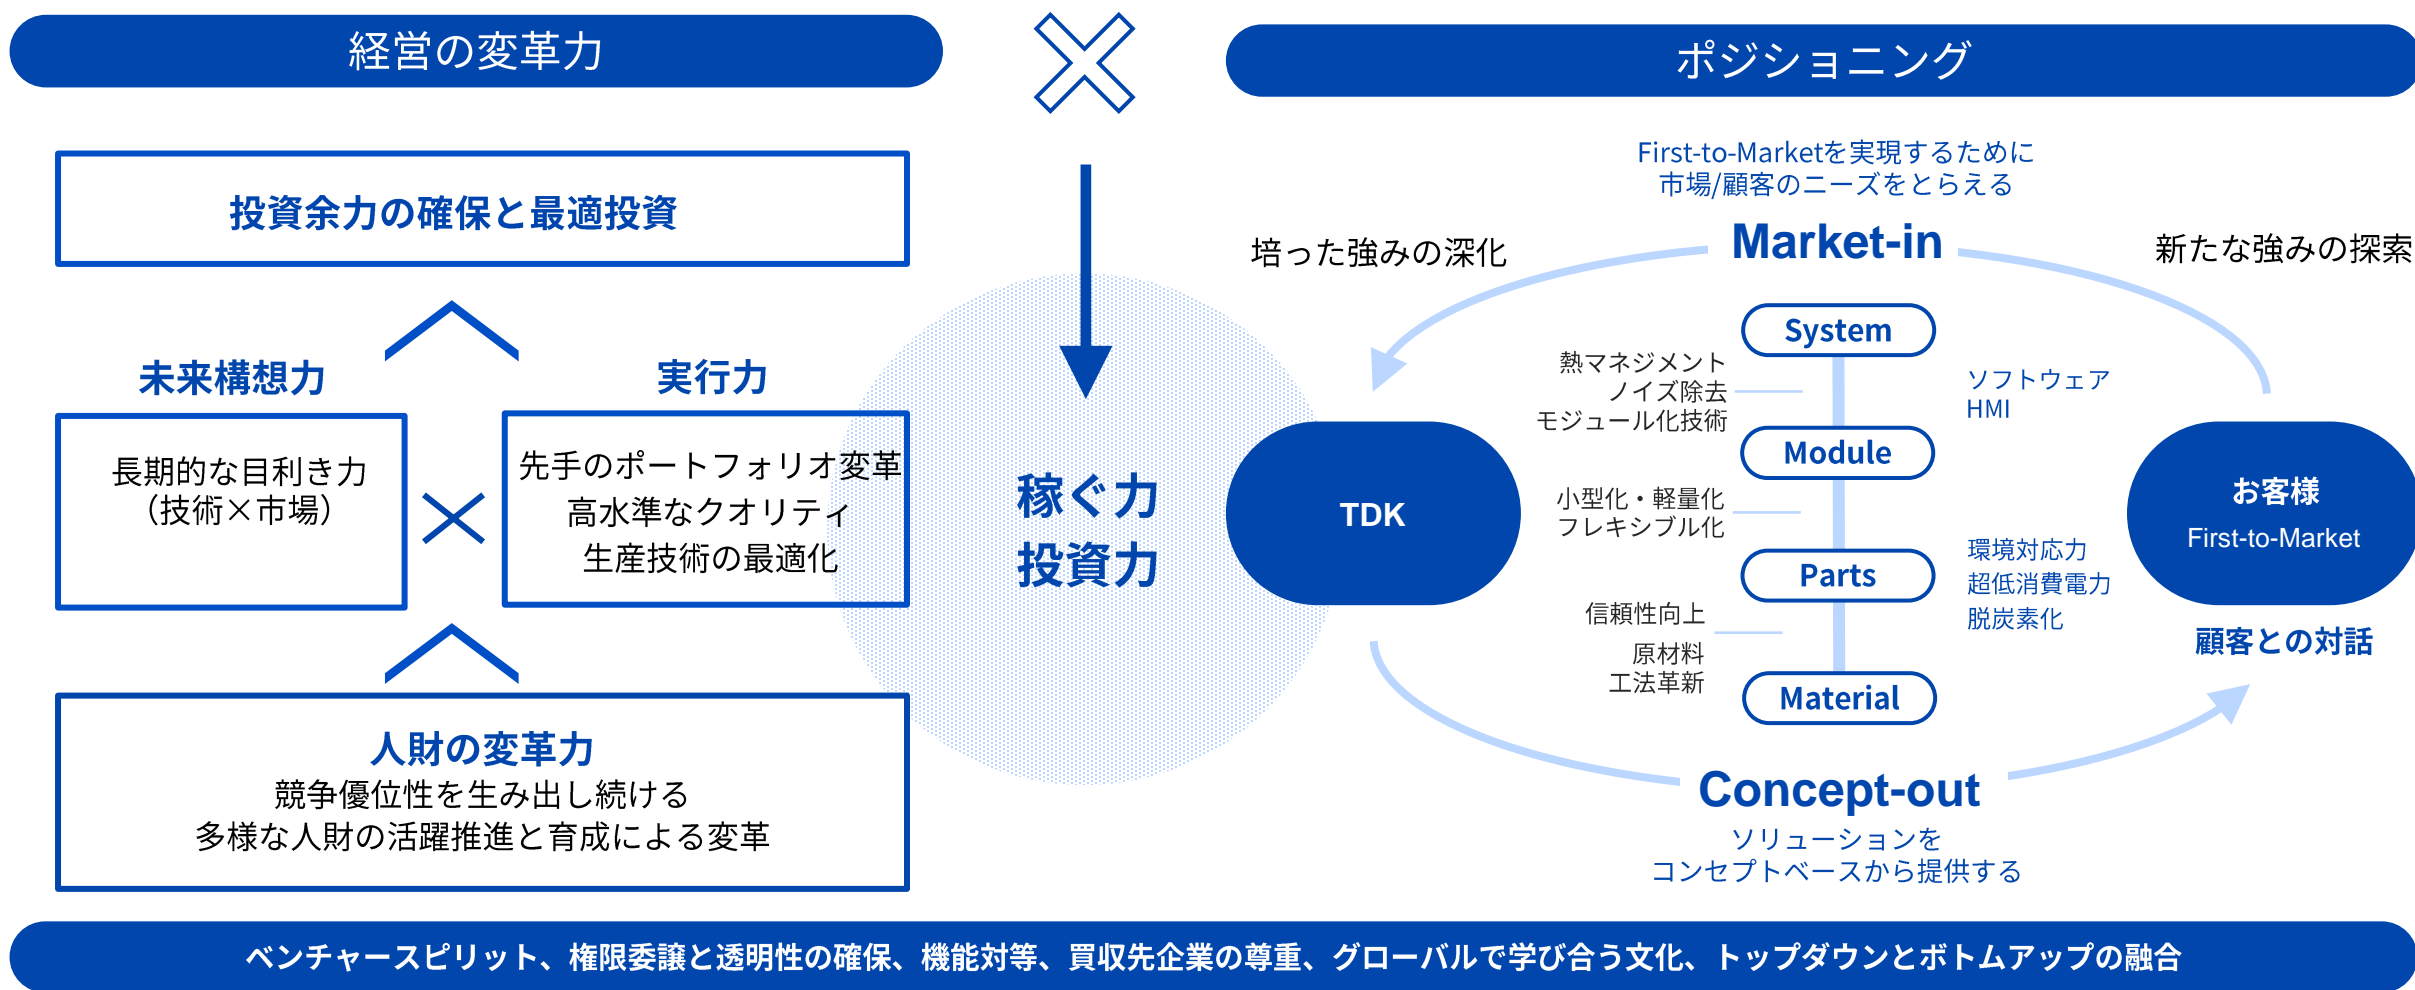 経営の変革力
ポジショニング
投資余力の確保と最適投資
未来構想力
実行力
長期的な目利き力
（技術×市場）
先手のポートフォリオ変革
高水準なクオリティ
生産技術の最適化
人財の変革力
競争優位性を生み出し続ける
多様な人財の活躍推進と育成による変革
稼ぐ力
投資力
First-to-Marketを実現するために
市場/顧客のニーズをとらえる
Market-in
培った強みの深化
新たな強みの探索
System
熱マネジメント
ノイズ除去
モジュール化技術
ソフトウェア
HMI
Module
TDK
小型化・軽量化
フレキシブル化
お客様
First-to-Market
Parts
環境対応力
超低消費電力
脱炭素化
信頼性向上
原材料
工法革新
顧客との対話
Material
Concept-out
ソリューションを
コンセプトベースから提供する
ベンチャースピリット、権限委譲と透明性の確保、機能対等、買収先企業の尊重、グローバルで学び合う文化、トップダウンとボトムアップの融合